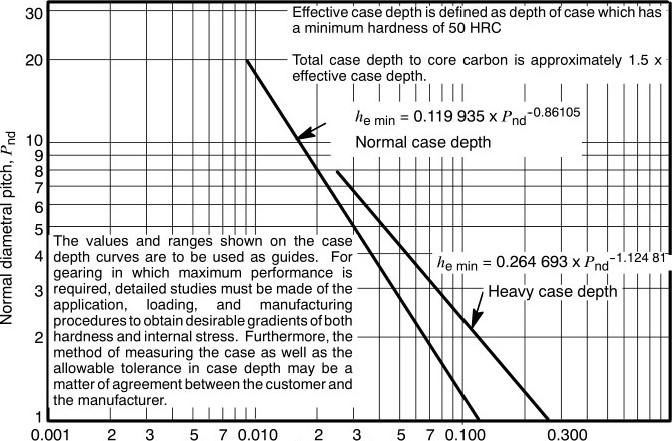 Effective case depth is defined as depth of case which has
a minimum hardness of 50 HRC
Total case depth to core carbon is approximately 1.5 x
effective case depth.
h e min = 0.119 935 x Pnd-0.86105
Normal case depth
h e min = 0.264 693 x Pnd-1.124 81
Heavy case depth
The values and ranges shown on the case
depth curves are to be used as guides. For
gearing in which maximum performance is
required, detailed studies must be made of the
application, loading, and manufacturing
procedures to obtain desirable gradients of both
hardness and internal stress. Furthermore, the
method of measuring the case as well as the
allowable tolerance in case depth may be a
matter of agreement between the customer and
the manufacturer.
Normal diametral pitch, Pnd
30
20
10
9
8
7
6
5
4
3
2
1
0.001 2 3 5 7 0.010 2 3 5 7 0.100 0.300